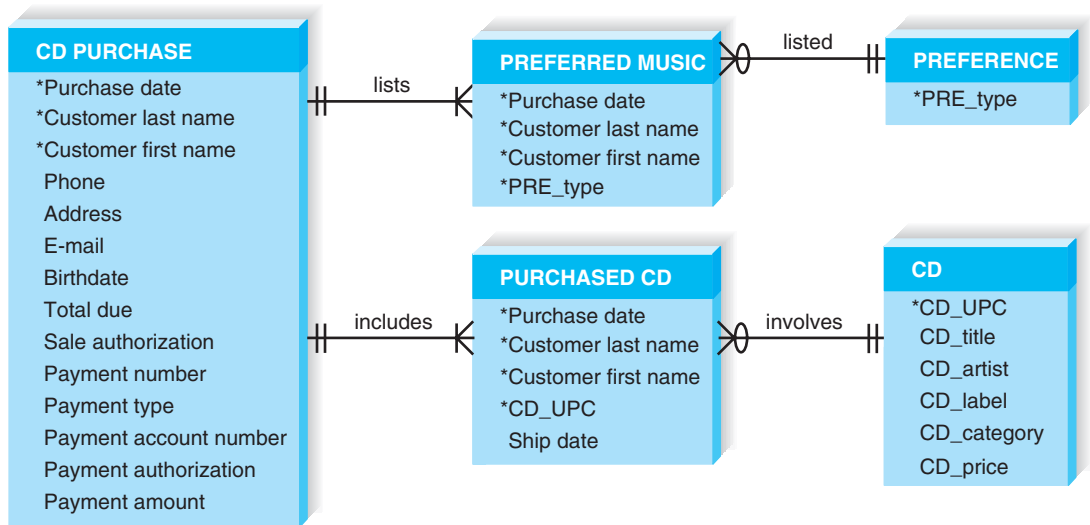 CD PURCHASE
*Purchase date
*Customer last name
*Customer first name
Phone
Address
E-mail
Birthdate
Total due
Sale authorization
Payment number
Payment type
Payment account number
Payment authorization
Payment amount
lists
includes
PREFERRED MUSIC
*Purchase date
*Customer last name
*Customer first name
*PRE_type
listed
PREFERENCE
*PRE_type
PURCHASED CD
*Purchase date
*Customer last name
*Customer first name
*CD_UPC
Ship date
involves
CD
*CD_UPC
CD_title
CD_artist
CD_label
CD_category
CD_price